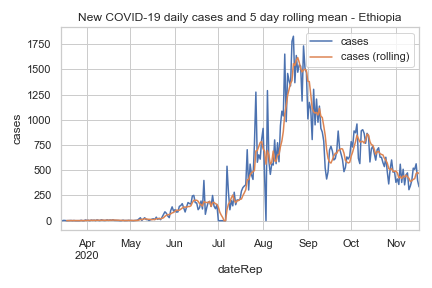 New COVID-19 daily cases and 5 day rolling mean - Ethiopia
cases
cases (rolling)
cases
1750
1500
1250
1000
750
500
250
0
Apr
2020
May
Jun
Jul
Aug
Sep
Oct
Nov
dateRep